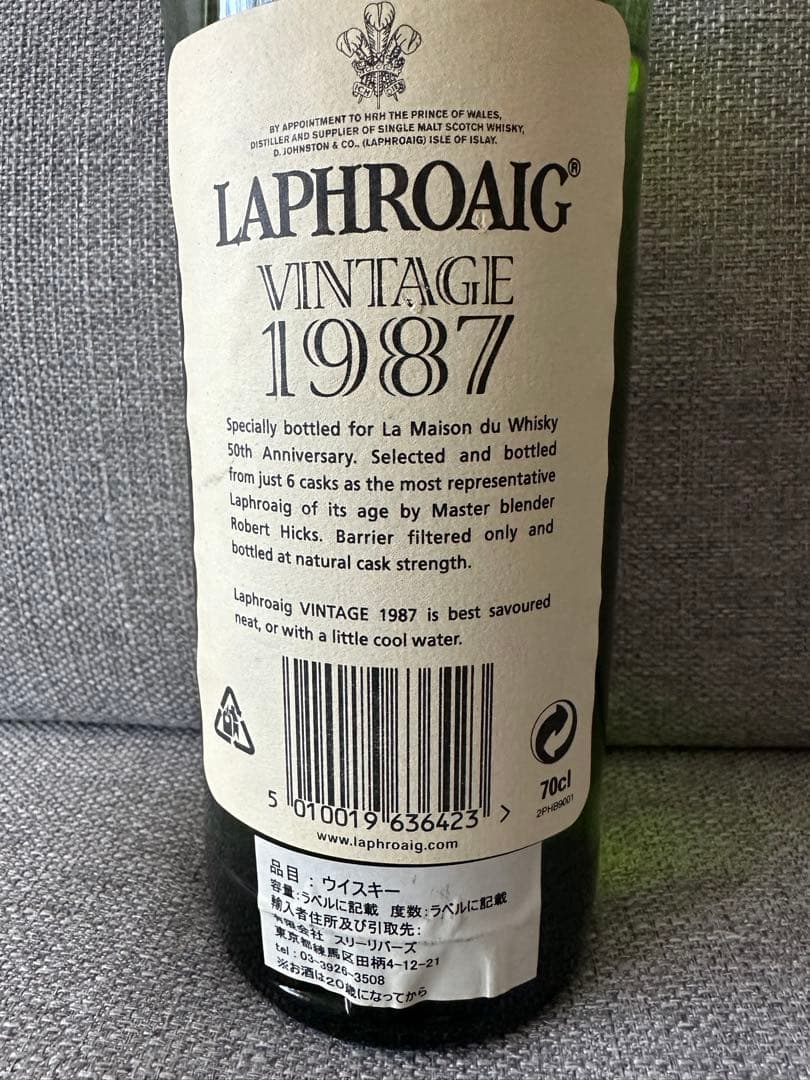 BY APPOINTMENT TO HRH THE PRINCE OF WALES,
DISTILLER AND SUPPLIER OF SINGLE MALT SCOTCH WHISKY,
D. JOHNSTON & CO., (LAPHROAIG) ISLE OF ISLAY.
LAPHROAIG®
VINTAGE
1987
Specially bottled for La Maison du Whisky
50th Anniversary. Selected and bottled
from just 6 casks as the most representative
Laphroaig of its age by Master blender
Robert Hicks. Barrier filtered only and
bottled at natural cask strength.
Laphroaig VINTAGE 1987 is best savoured
neat, or with a little cool water.
70cl
2PHB9001
5 010019 636423 >
www.laphroaig.com
品目：ウイスキー
容量：ラベルに記載 度数：ラベルに記載
輸入者住所及び引取先：
有限会社 スリーリバーズ
東京都練馬区田柄4-12-21
tel：03-3926-3508
※お酒は20歳になってから